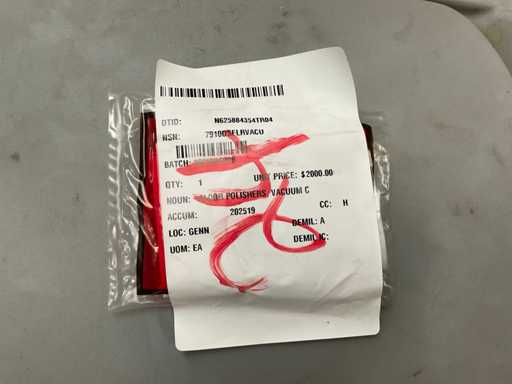 DTID: N625884354TR04
NSN: 7910DSFLRVACU
BATCH:
QTY: 1 UNIT PRICE: $2000.00
NOUN: FLOOR POLISHERS, VACUUM C
ACCUM: 202519 CC: H
LOC: GENN DEMIL: A
UOM: EA DEMIL IC: